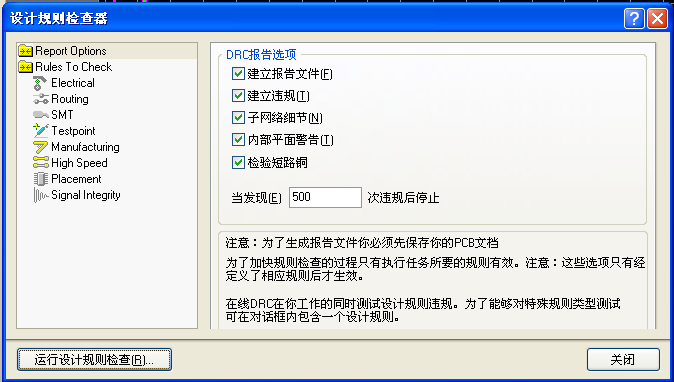 设计规则检查器
Report Options
Rules To Check
Electrical
Routing
SMT
Testpoint
Manufacturing
High Speed
Placement
Signal Integrity
DRC报告选项
建立报告文件(F)
建立违规(T)
子网络细节(N)
内部平面警告(T)
检验短路铜
当发现(E) 500 次违规后停止
注意：为了生成报告文件你必须先保存你的PCB文档
为了加快规则检查的过程只有执行任务所要的规则有效。注意：这些选项只有经
定义了相应规则后才生效。
在线DRC在你工作的同时测试设计规则违规。为了能够对特殊规则类型测试
可在对话框内包含一个设计规则。
运行设计规则检查(R)...
关闭